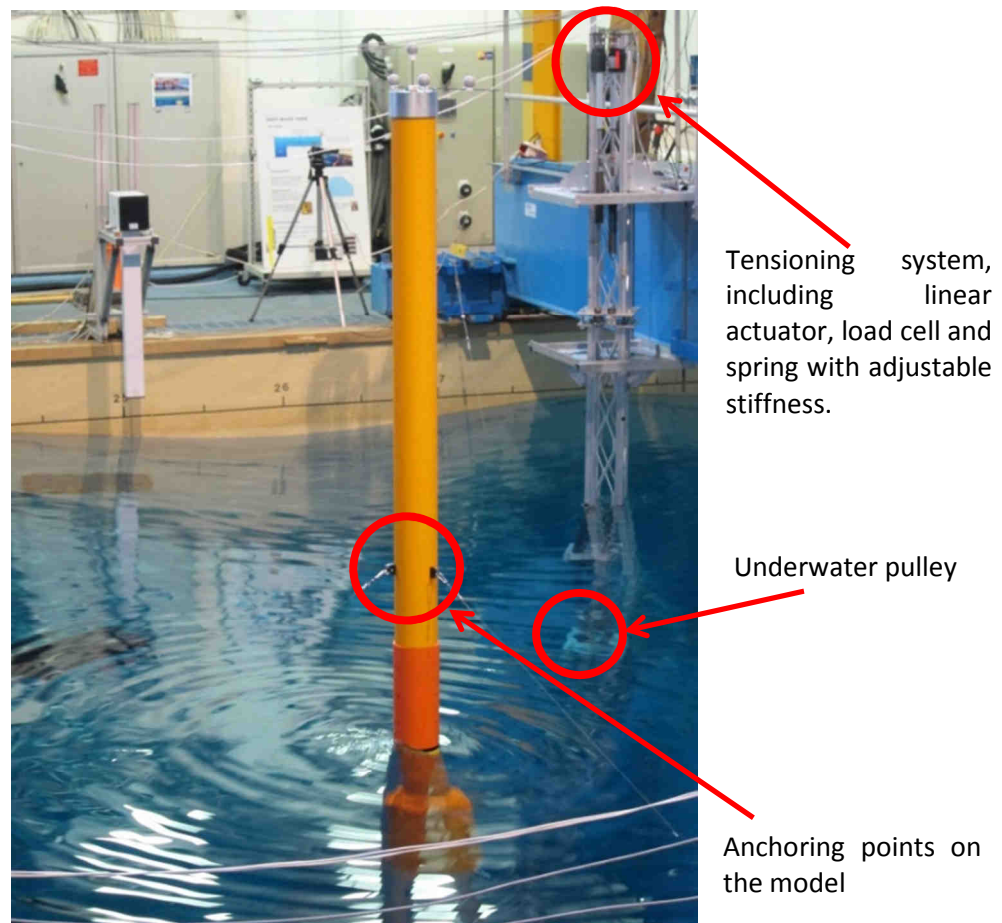 Tensioning system,
including linear
actuator, load cell and
spring with adjustable
stiffness.
26
Underwater pulley
Anchoring points on
the model